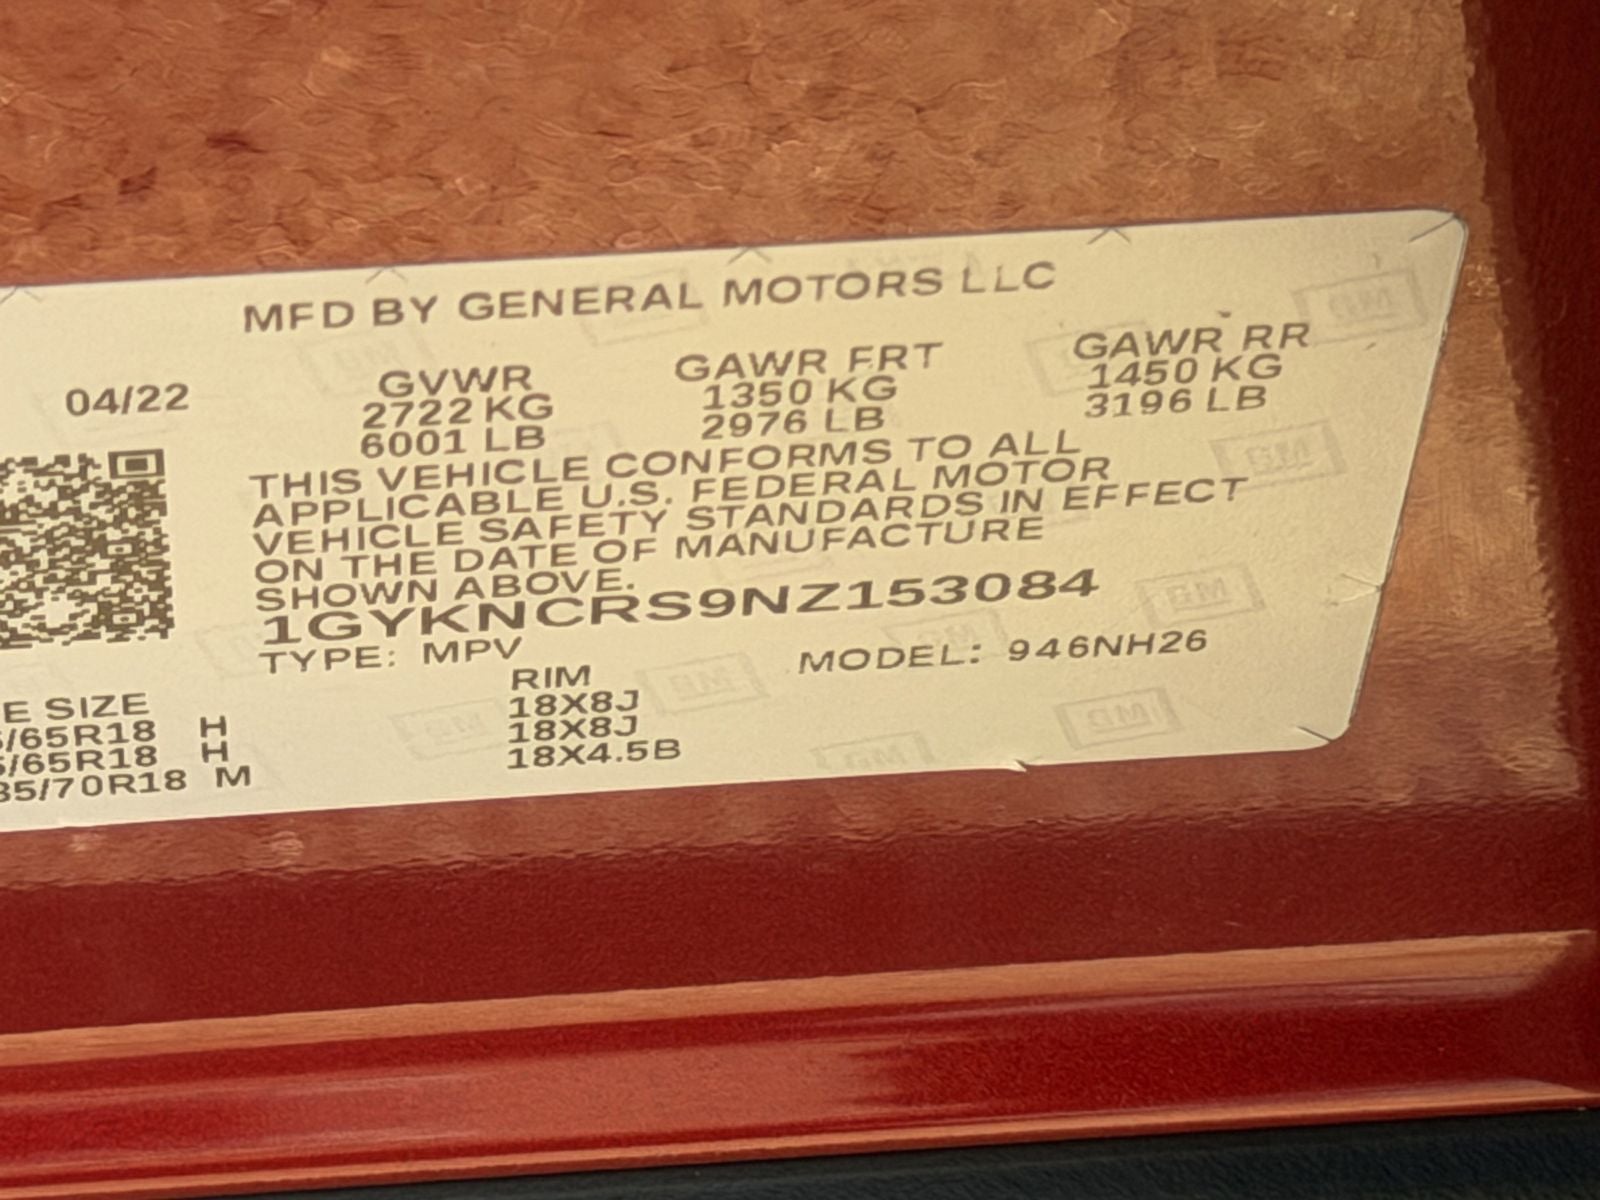 MFD BY GENERAL MOTORS LLC
04/22 GVWR GAWR FRT GAWR RR
2722 KG 1350 KG 1450 KG
6001 LB 2976 LB 3196 LB
THIS VEHICLE CONFORMS TO ALL
APPLICABLE U.S. FEDERAL MOTOR
VEHICLE SAFETY STANDARDS IN EFFECT
ON THE DATE OF MANUFACTURE
SHOWN ABOVE.
1GYKNCRS9NZ153084
TYPE: MPV MODEL: 946NH26
E SIZE RIM
/65R18 H 18X8J
/65R18 H 18X8J
35/70R18 M 18X4.5B